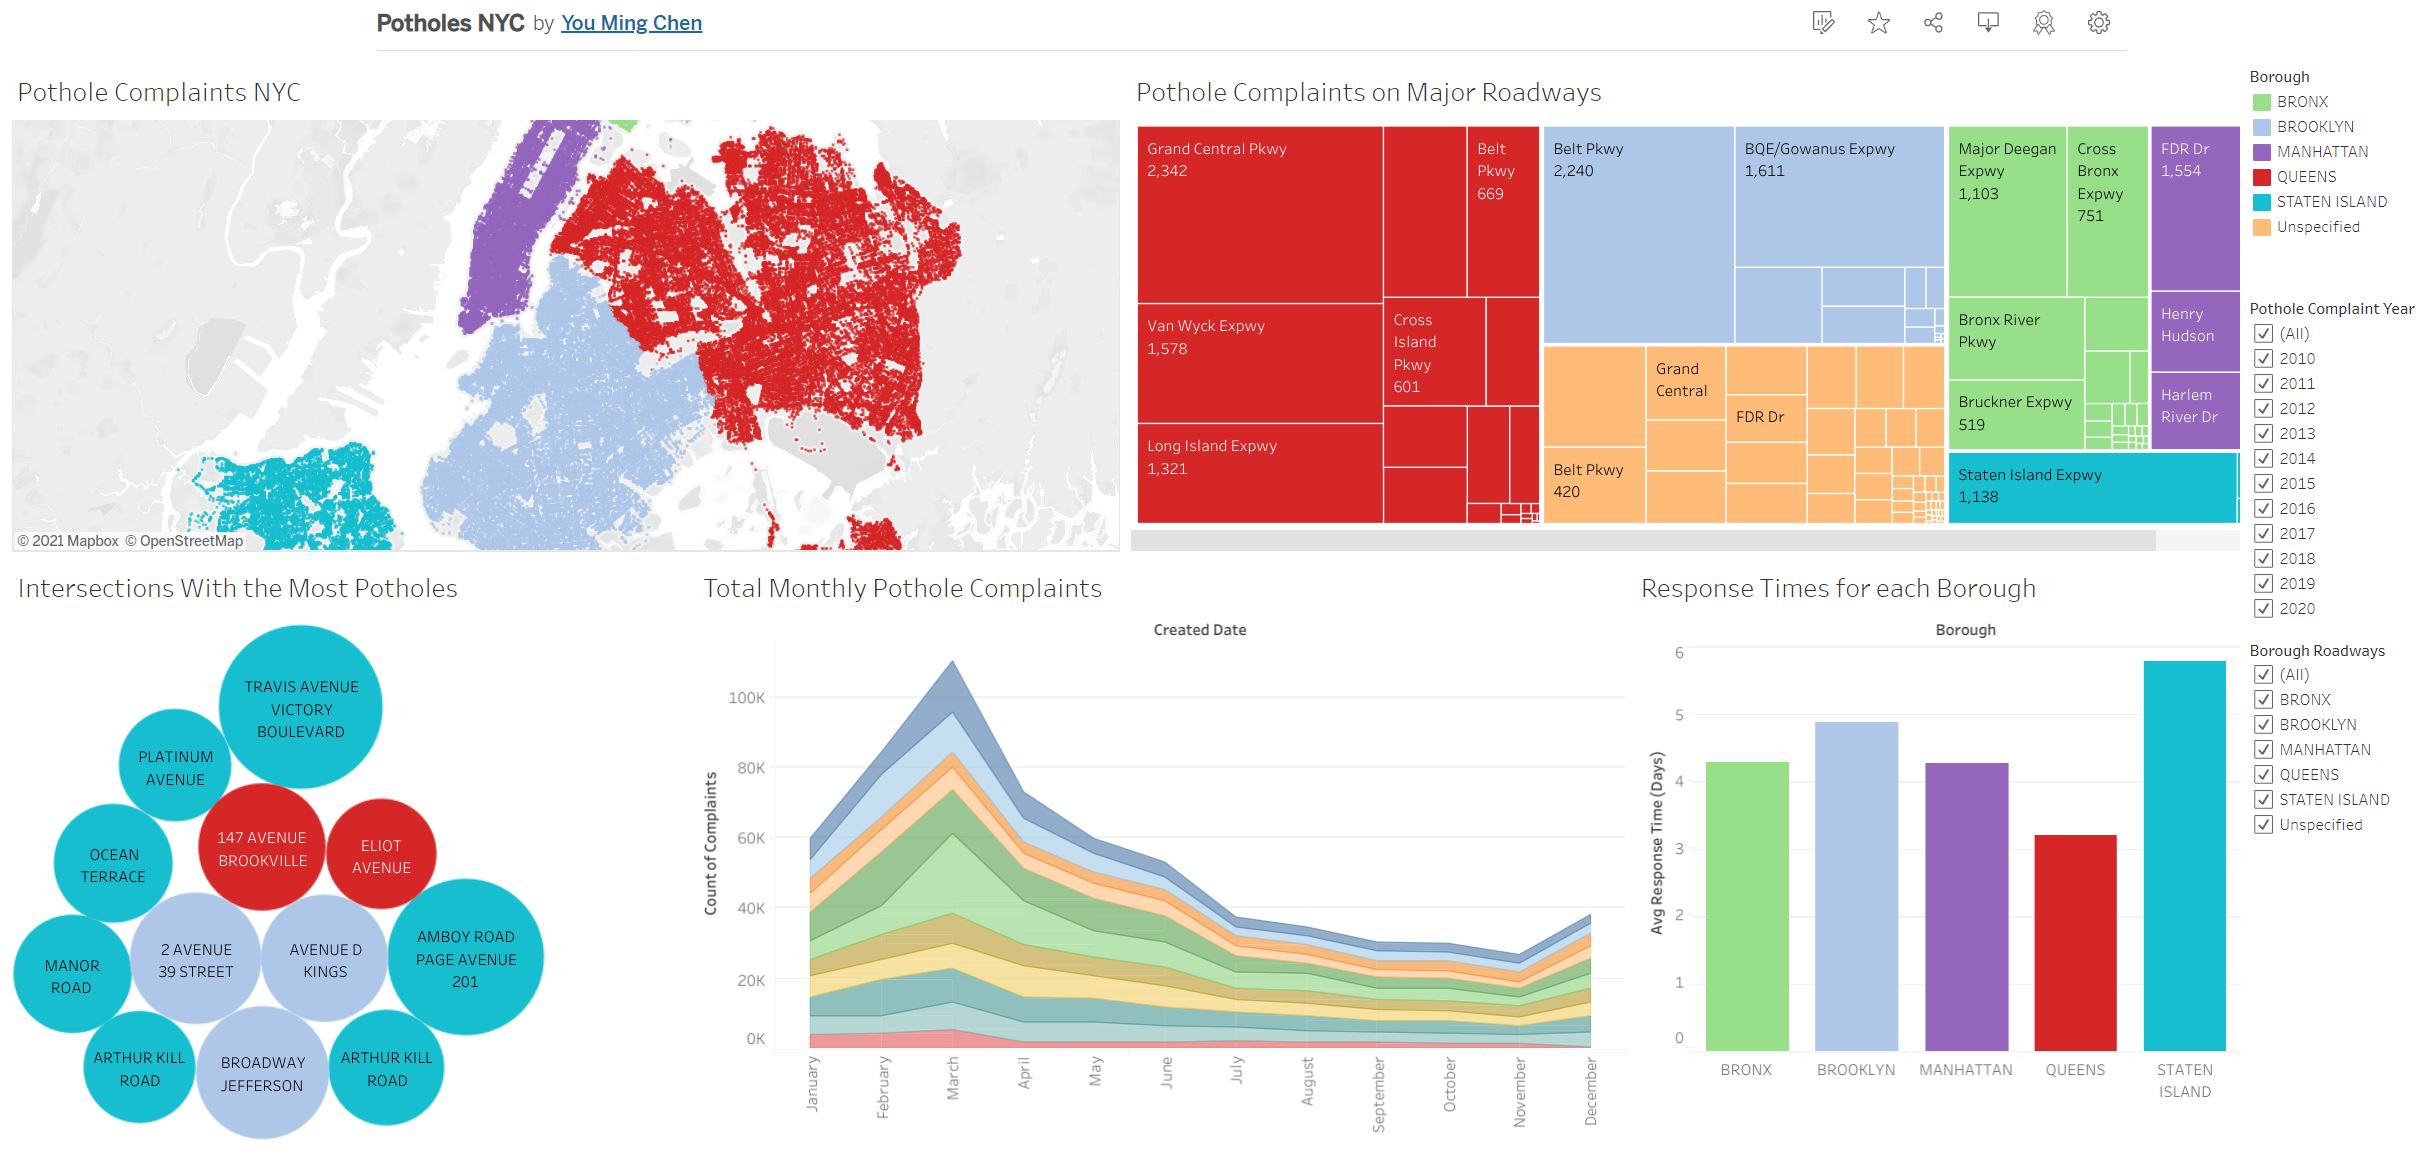 Potholes NYC by You Ming Chen
Pothole Complaints NYC
© 2021 Mapbox © OpenStreetMap
Pothole Complaints on Major Roadways
Grand Central Pkwy
2,342
Van Wyck Expwy
1,578
Long Island Expwy
1,321
Belt
Pkwy
669
Cross
Island
Pkwy
601
Belt Pkwy
2,240
BQE/Gowanus Expwy
1,611
Grand
Central
FDR Dr
Belt Pkwy
420
Major Deegan
Expwy
1,103
Cross
Bronx
Expwy
751
Bronx River
Pkwy
Bruckner Expwy
519
FDR Dr
1,554
Henry
Hudson
Harlem
River Dr
Staten Island Expwy
1,138
Borough
BRONX
BROOKLYN
MANHATTAN
QUEENS
STATEN ISLAND
Unspecified
Pothole Complaint Year
(All)
2010
2011
2012
2013
2014
2015
2016
2017
2018
2019
2020
Borough Roadways
(All)
BRONX
BROOKLYN
MANHATTAN
QUEENS
STATEN ISLAND
Unspecified
Intersections With the Most Potholes
TRAVIS AVENUE
VICTORY
BOULEVARD
PLATINUM
AVENUE
147 AVENUE
BROOKVILLE
ELIOT
AVENUE
OCEAN
TERRACE
2 AVENUE
39 STREET
AVENUE D
KINGS
AMBOY ROAD
PAGE AVENUE
201
MANOR
ROAD
ARTHUR KILL
ROAD
BROADWAY
JEFFERSON
ARTHUR KILL
ROAD
Total Monthly Pothole Complaints
Created Date
Count of Complaints
100K
80K
60K
40K
20K
0K
January
February
March
April
May
June
July
August
September
October
November
December
Response Times for each Borough
Borough
Avg Response Time (Days)
6
5
4
3
2
1
0
BRONX
BROOKLYN
MANHATTAN
QUEENS
STATEN
ISLAND